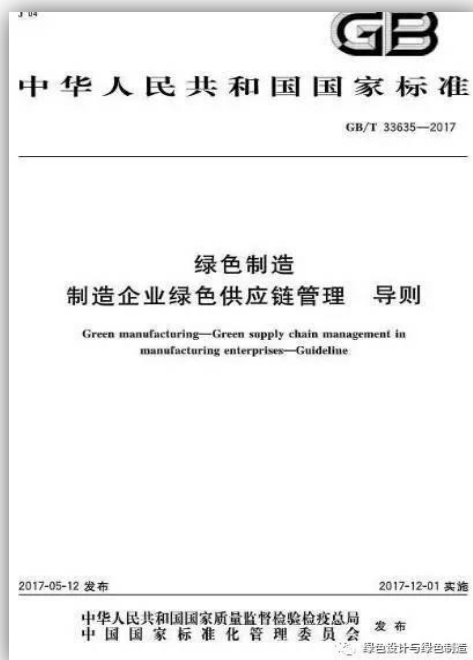 J 04
GB
中华人民共和国国家标准
GB/T 33635—2017
绿色制造
制造企业绿色供应链管理 导则
Green manufacturing—Green supply chain management in
manufacturing enterprises—Guideline
2017-05-12 发布
2017-12-01 实施
中华人民共和国国家质量监督检验检疫总局
中国国家标准化管理委员会
发布
绿色设计与绿色制造